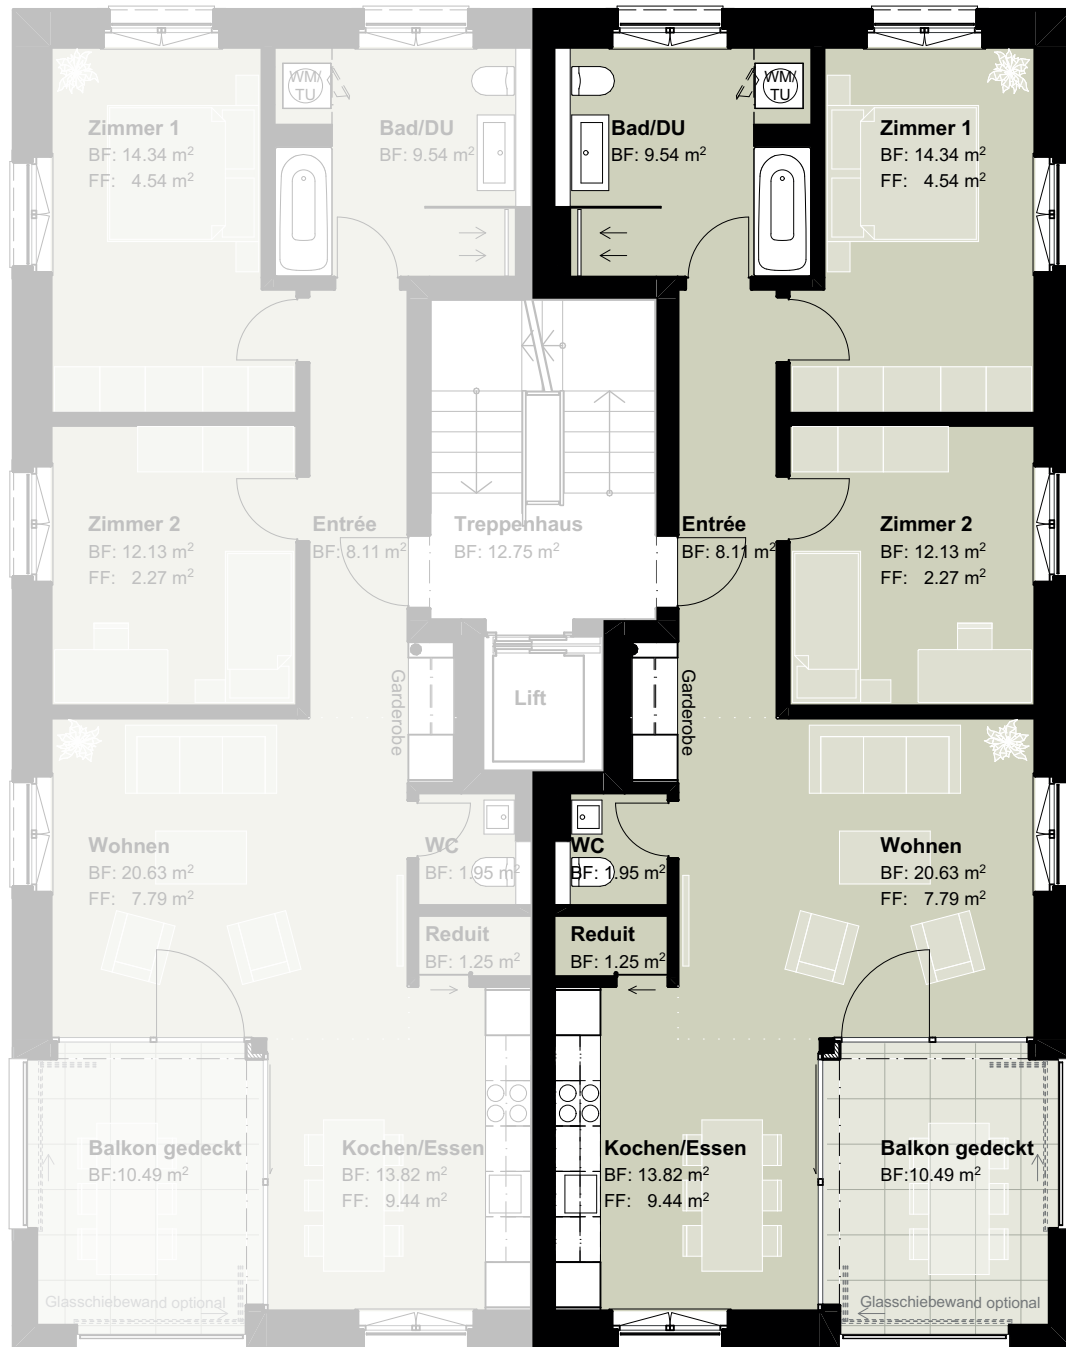 WM/
TU
Zimmer 1
BF: 14.34 m²
FF: 4.54 m²
Bad/DU
BF: 9.54 m²
Bad/DU
BF: 9.54 m²
WM/
TU
Zimmer 1
BF: 14.34 m²
FF: 4.54 m²
Zimmer 2
BF: 12.13 m²
FF: 2.27 m²
Entrée
BF: 8.11 m²
Treppenhaus
BF: 12.75 m²
Entrée
BF: 8.11 m²
Zimmer 2
BF: 12.13 m²
FF: 2.27 m²
Garderobe
Lift
Garderobe
Wohnen
BF: 20.63 m²
FF: 7.79 m²
WC
BF: 1.95 m²
WC
BF: 1.95 m²
Wohnen
BF: 20.63 m²
FF: 7.79 m²
Reduit
BF: 1.25 m²
Reduit
BF: 1.25 m²
Balkon gedeckt
BF:10.49 m²
Kochen/Essen
BF: 13.82 m²
FF: 9.44 m²
Kochen/Essen
BF: 13.82 m²
FF: 9.44 m²
Balkon gedeckt
BF:10.49 m²
Glasschiebewand optional
Glasschiebewand optional